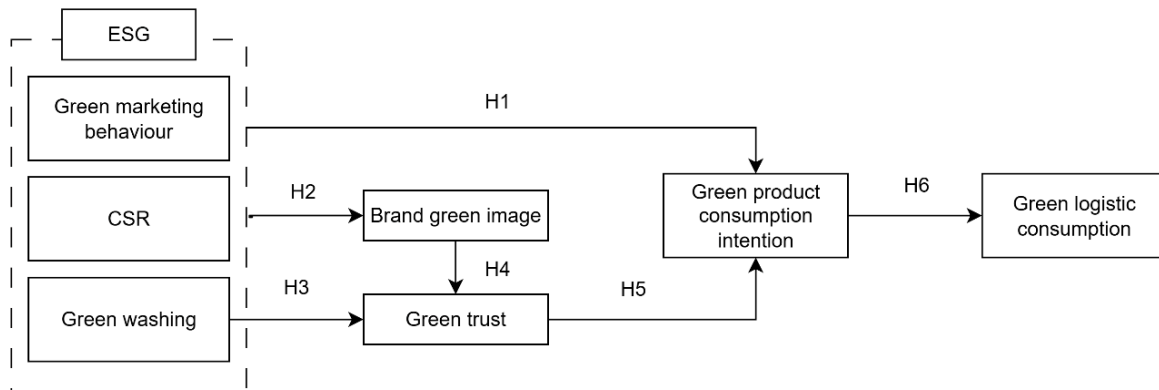 ESG
Green marketing
behaviour
H1
CSR
H2
Brand green image
Green product
consumption
intention
H6
Green logistic
consumption
H4
Green washing
H3
Green trust
H5